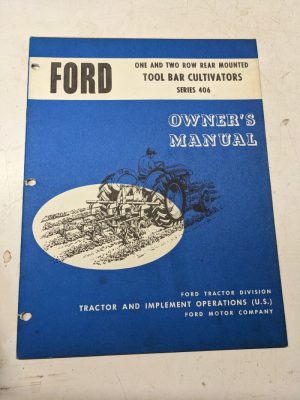 FORD
ONE AND TWO ROW REAR MOUNTED
TOOL BAR CULTIVATORS
SERIES 406
OWNER'S
MANUAL
FORD TRACTOR DIVISION
TRACTOR AND IMPLEMENT OPERATIONS (U.S.)
FORD MOTOR COMPANY